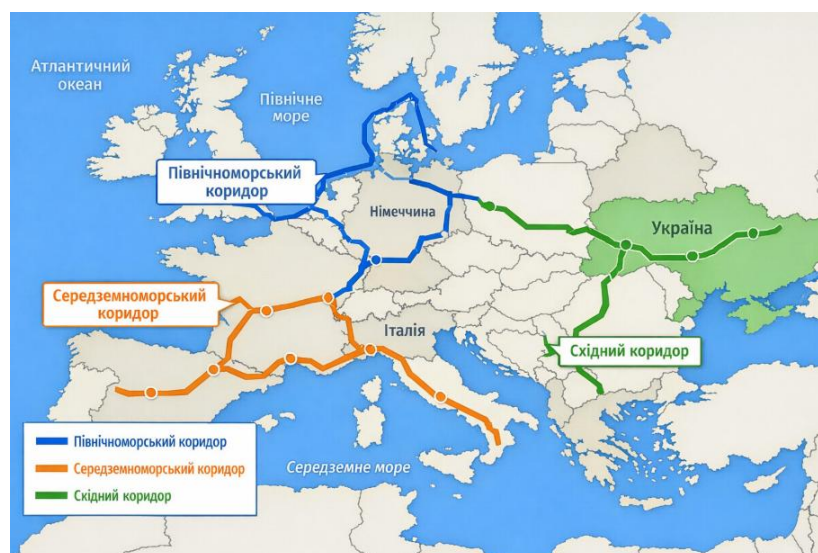 Атлантичний
океан
Північне
море
Північноморський
коридор
Німеччина
Україна
Середземноморський
коридор
Італія
Східний коридор
Північноморський коридор
Середземноморський коридор
Східний коридор
Середземне море